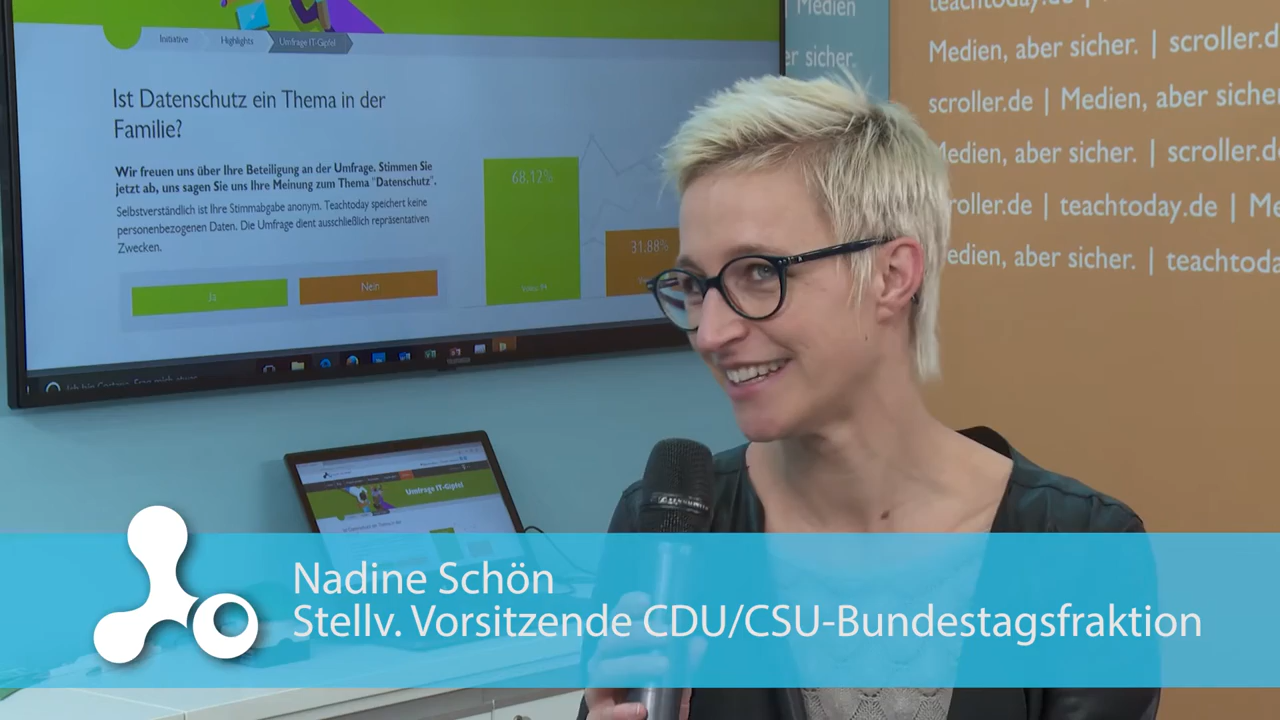 Initiative
Highlights
Umfrage IT-Gipfel
Ist Datenschutz ein Thema in der
Familie?
Wir freuen uns über Ihre Beteiligung an der Umfrage. Stimmen Sie
jetzt ab, uns sagen Sie uns Ihre Meinung zum Thema "Datenschutz".
Selbstverständlich ist Ihre Stimmabgabe anonym. Teachtoday speichert keine
personenbezogenen Daten. Die Umfrage dient ausschließlich repräsentativen
Zwecken.
Ja
Nein
68.12%
31.88%
| Medien
er sicher.
teachtoday.de |
Medien, aber sicher. | scroller.d
scroller.de | Medien, aber sicher
Medien, aber sicher. | scroller.de
roller.de | teachtoday.de | Me
edien, aber sicher. | teachtoda
Umfrage IT-Gipfel
SENNHEISER
Nadine Schön
Stellv. Vorsitzende CDU/CSU-Bundestagsfraktion